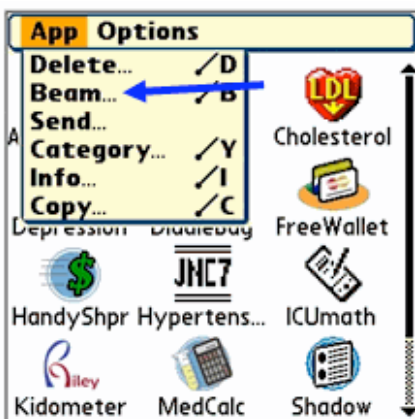 App Options
Delete... /D
Beam... /B
Send...
Category... /Y
Info... /I
Copy... /C
LDL
Cholesterol
Depression DiddleBug FreeWallet
JNC7
HandyShpr Hypertens... ICUmath
Riley
Kidometer MedCalc Shadow